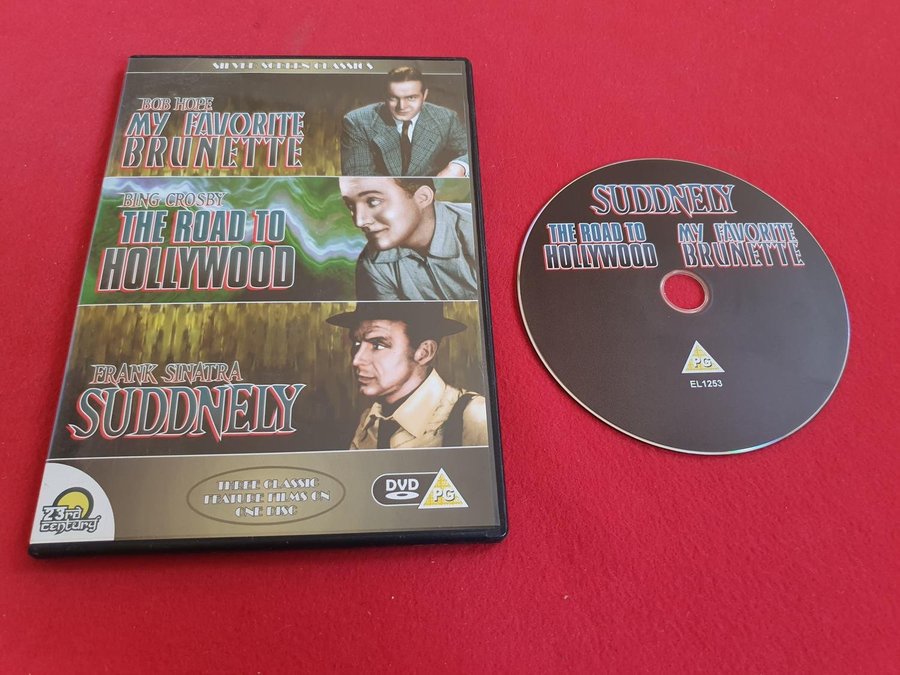 SILVER SCREEN CLASSICS
BOB HOPE
MY FAVORITE
BRUNETTE
BING CROSBY
THE ROAD TO
HOLLYWOOD
FRANK SINATRA
SUDDNELY
THREE CLASSIC
FEATURE FILMS ON
ONE DISC
DVD
PG
23rd
century
SUDDNELY
THE ROAD TO
HOLLYWOOD
MY FAVORITE
BRUNETTE
PG
EL1253